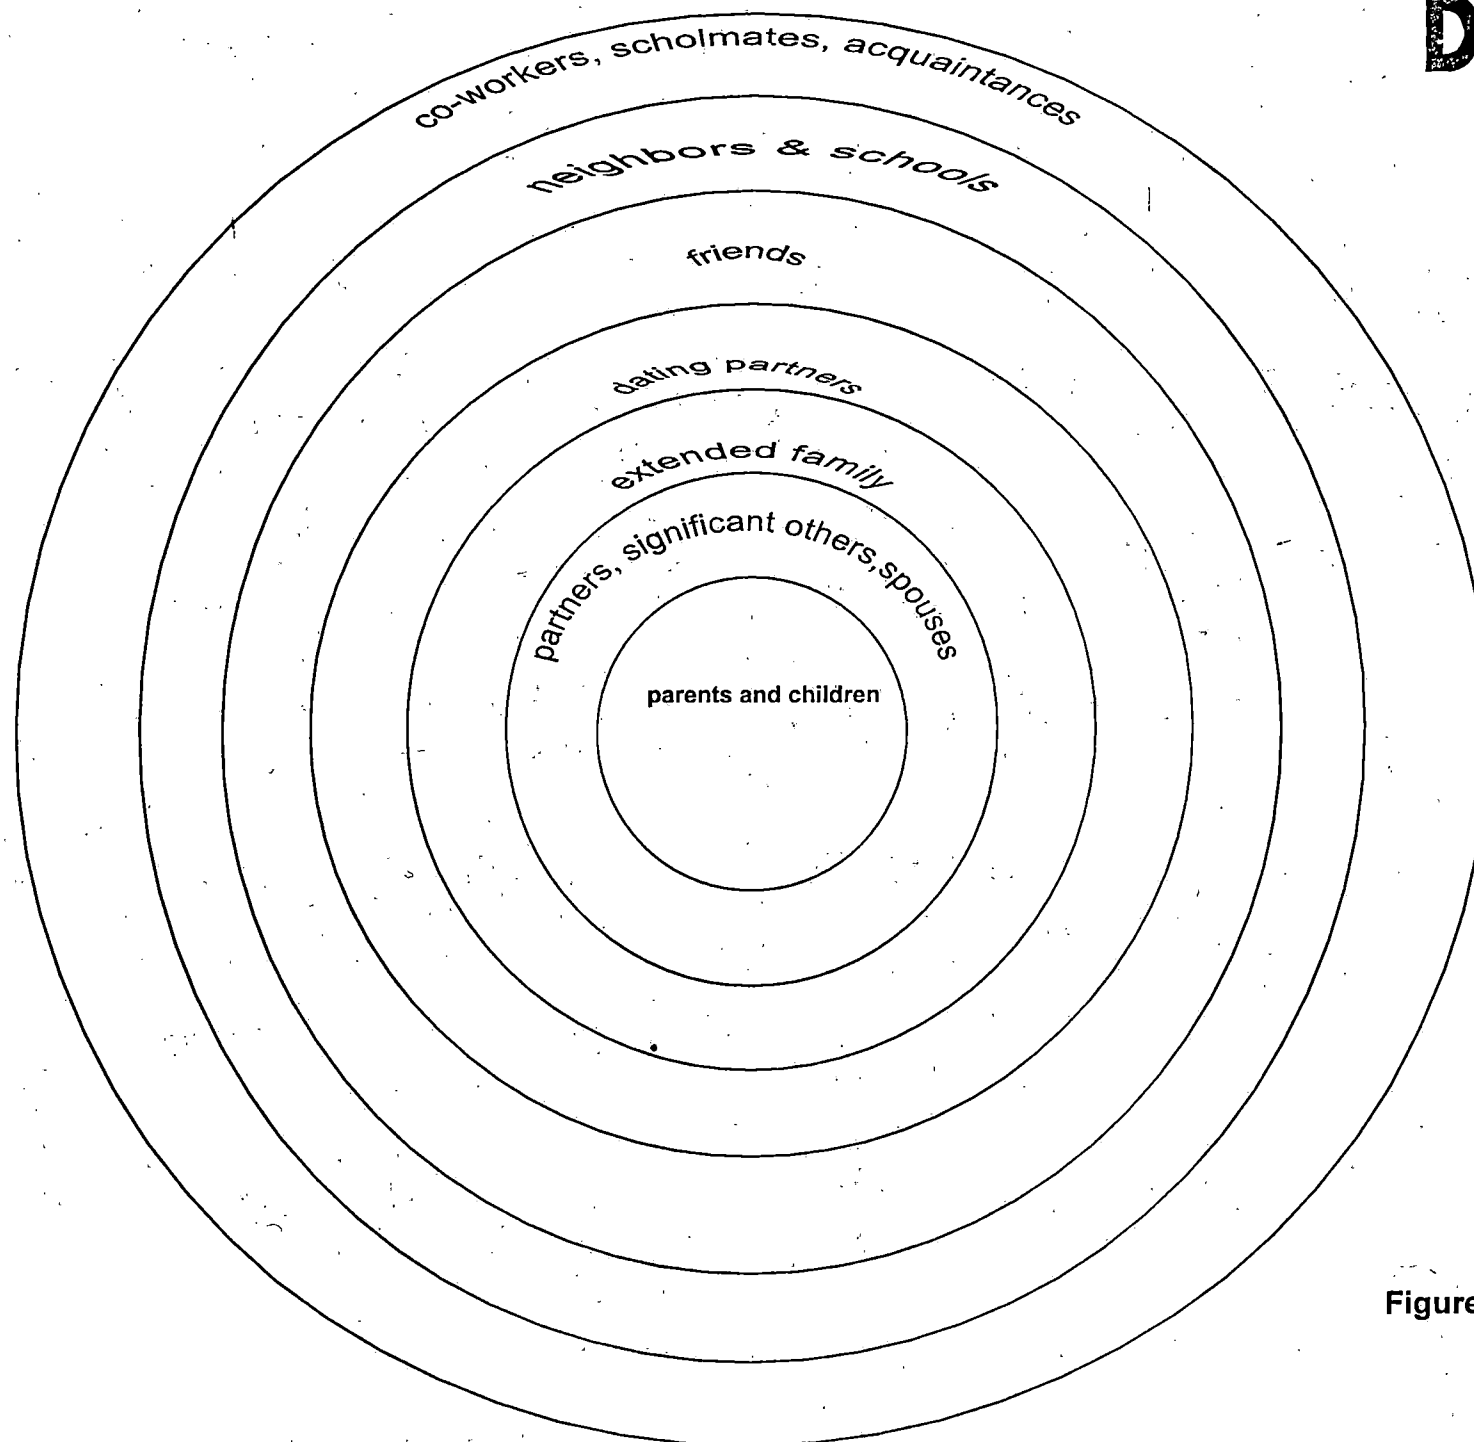 D
co-workers, scholmates, acquaintances
neighbors & schools
friends
dating partners
extended family
partners, significant others,spouses
parents and children
Figure